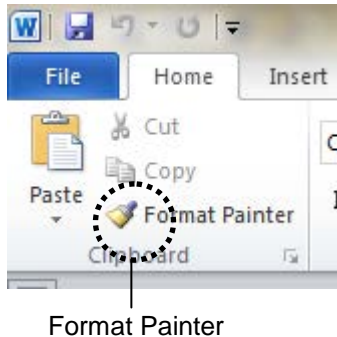 W
File Home Insert
Cut
Copy
Paste
Format Painter
Clipboard
Format Painter